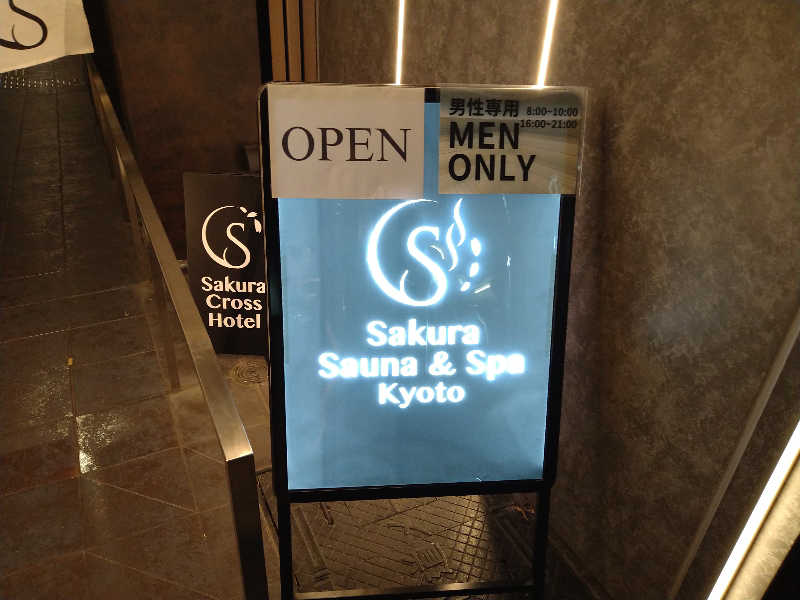 S
OPEN
男性専用 8:00~10:00
16:00~21:00
MEN
ONLY
S
Sakura
Cross
Hotel
S
Sakura
Sauna & Spa
Kyoto